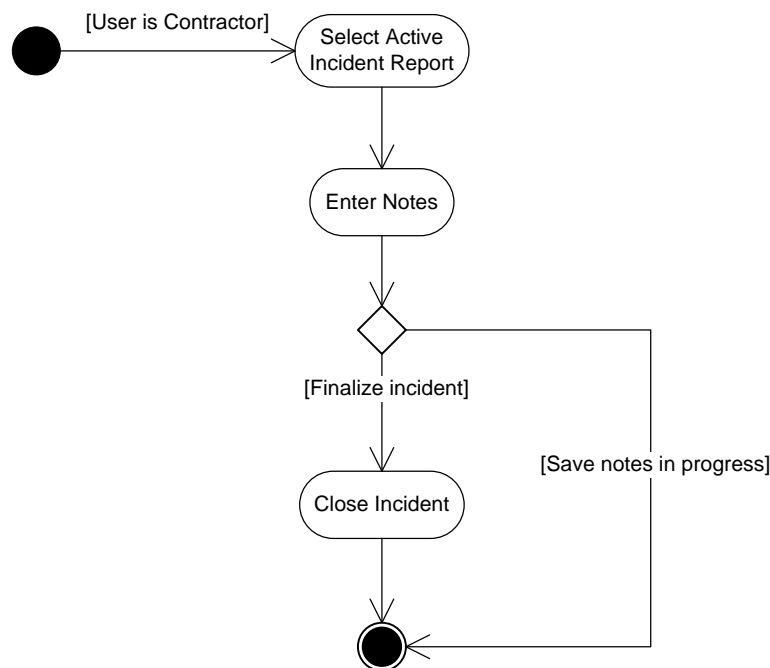 [User is Contractor]
Select Active
Incident Report
Enter Notes
[Finalize incident]
[Save notes in progress]
Close Incident